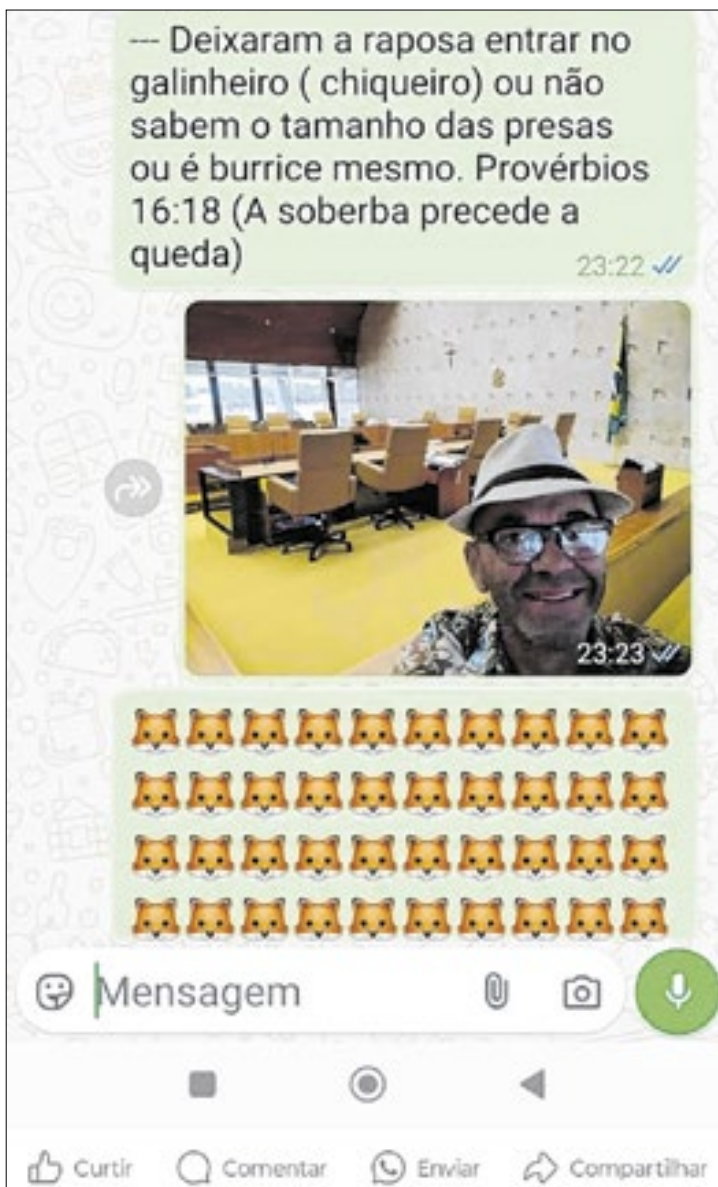 --- Deixaram a raposa entrar no
galinheiro ( chiqueiro) ou não
sabem o tamanho das presas
ou é burrice mesmo. Provérbios
16:18 (A soberba precede a
queda)
23:22
23:23
Mensagem
Curtir Comentar Enviar Compartilhar